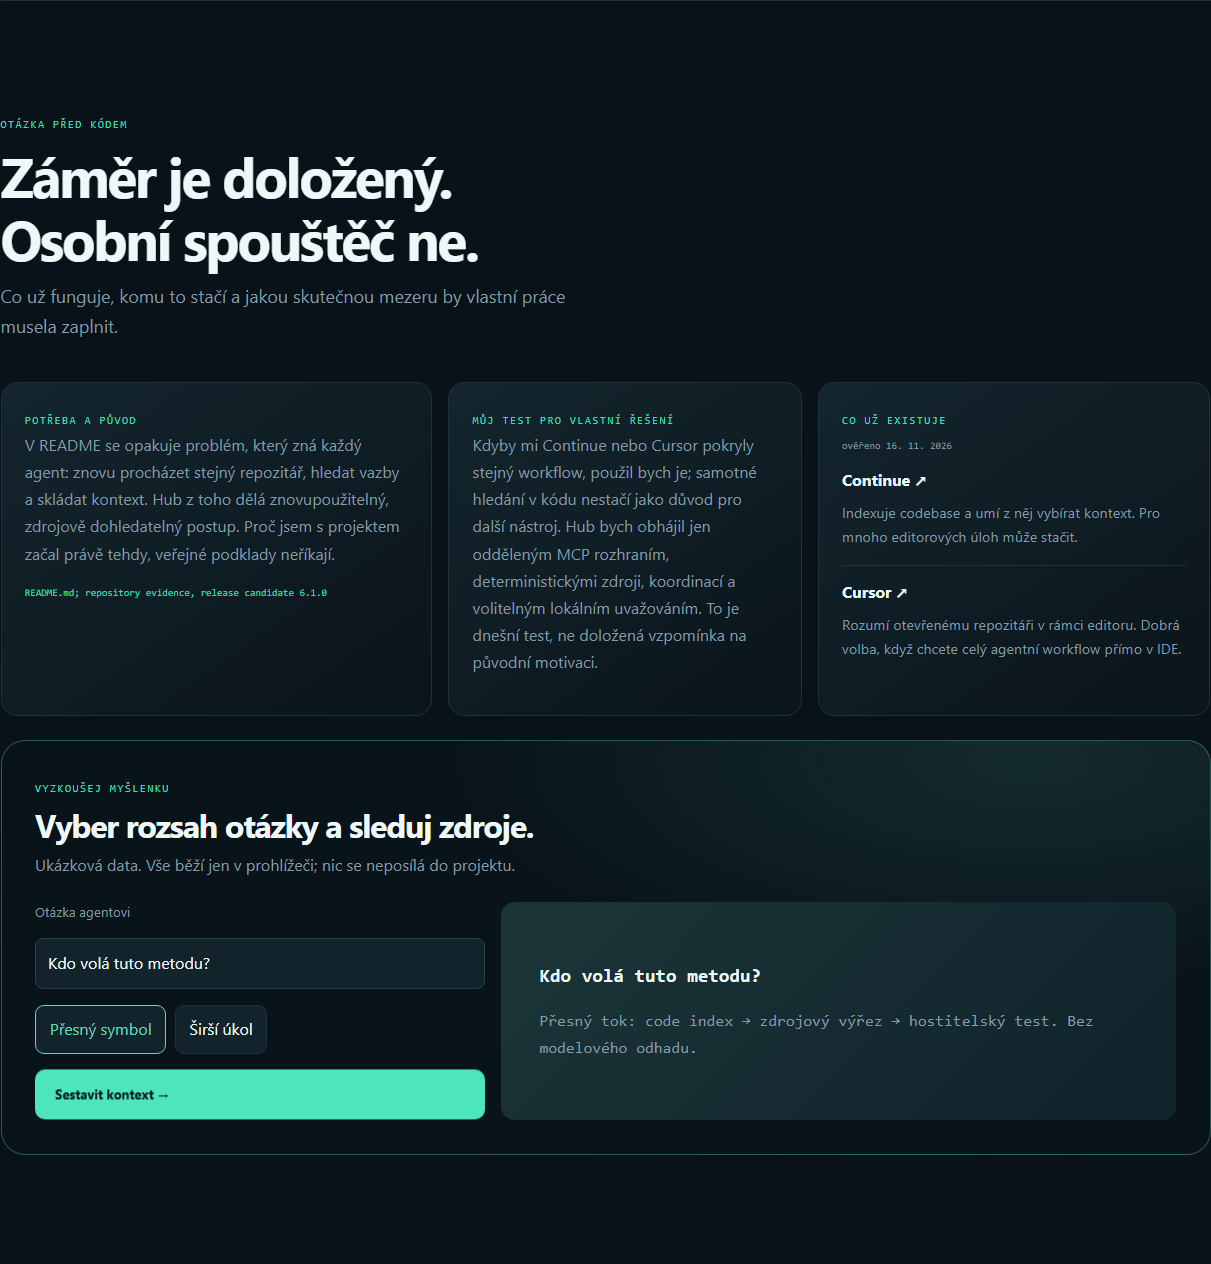 OTÁZKA PŘED KÓDEM
Záměr je doložený.
Osobní spouštěč ne.
Co už funguje, komu to stačí a jakou skutečnou mezeru by vlastní práce
musela zaplnit.
POTŘEBA A PŮVOD
V README se opakuje problém, který zná každý
agent: znovu procházet stejný repozitář, hledat vazby
a skládat kontext. Hub z toho dělá znovupoužitelný,
zdrojově dohledatelný postup. Proč jsem s projektem
začal právě tehdy, veřejné podklady neříkají.
README.md; repository evidence, release candidate 6.1.0
MŮJ TEST PRO VLASTNÍ ŘEŠENÍ
Kdyby mi Continue nebo Cursor pokryly
stejný workflow, použil bych je; samotné
hledání v kódu nestačí jako důvod pro
další nástroj. Hub bych obhájil jen
odděleným MCP rozhraním,
deterministickými zdroji, koordinací a
volitelným lokálním uvažováním. To je
dnešní test, ne doložená vzpomínka na
původní motivaci.
CO UŽ EXISTUJE
ověřeno 16. 11. 2026
Continue ↗
Indexuje codebase a umí z něj vybírat kontext. Pro
mnoho editorových úloh může stačit.
Cursor ↗
Rozumí otevřenému repozitáři v rámci editoru. Dobrá
volba, když chcete celý agentní workflow přímo v IDE.
VYZKOUŠEJ MYŠLENKU
Vyber rozsah otázky a sleduj zdroje.
Ukázková data. Vše běží jen v prohlížeči; nic se neposílá do projektu.
Otázka agentovi
Kdo volá tuto metodu?
Přesný symbol
Širší úkol
Sestavit kontext →
Kdo volá tuto metodu?
Přesný tok: code index → zdrojový výřez → hostitelský test. Bez
modelového odhadu.